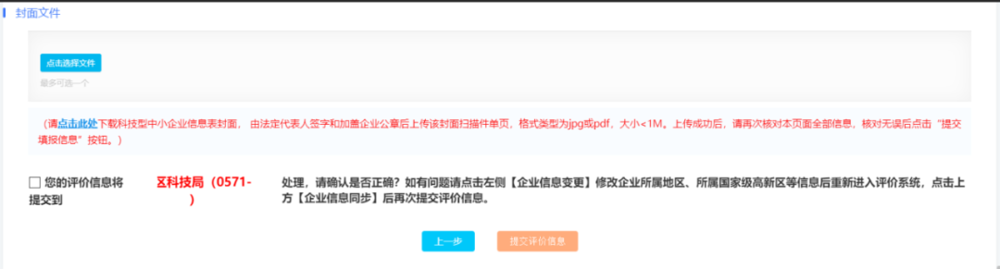 封面文件
点击选择文件
最多可选一个
（请点击此处下载科技型中小企业信息表封面， 由法定代表人签字和加盖企业公章后上传该封面扫描件单页，格式类型为jpg或pdf，大小<1M。上传成功后，请再次核对本页面全部信息，核对无误后点击“提交
填报信息”按钮。）
您的评价信息将 区科技局（0571- 处理，请确认是否正确？如有问题请点击左侧【企业信息变更】修改企业所属地区、所属国家级高新区等信息后重新进入评价系统，点击上
提交到 ） 方【企业信息同步】后再次提交评价信息。
上一步 提交评价信息